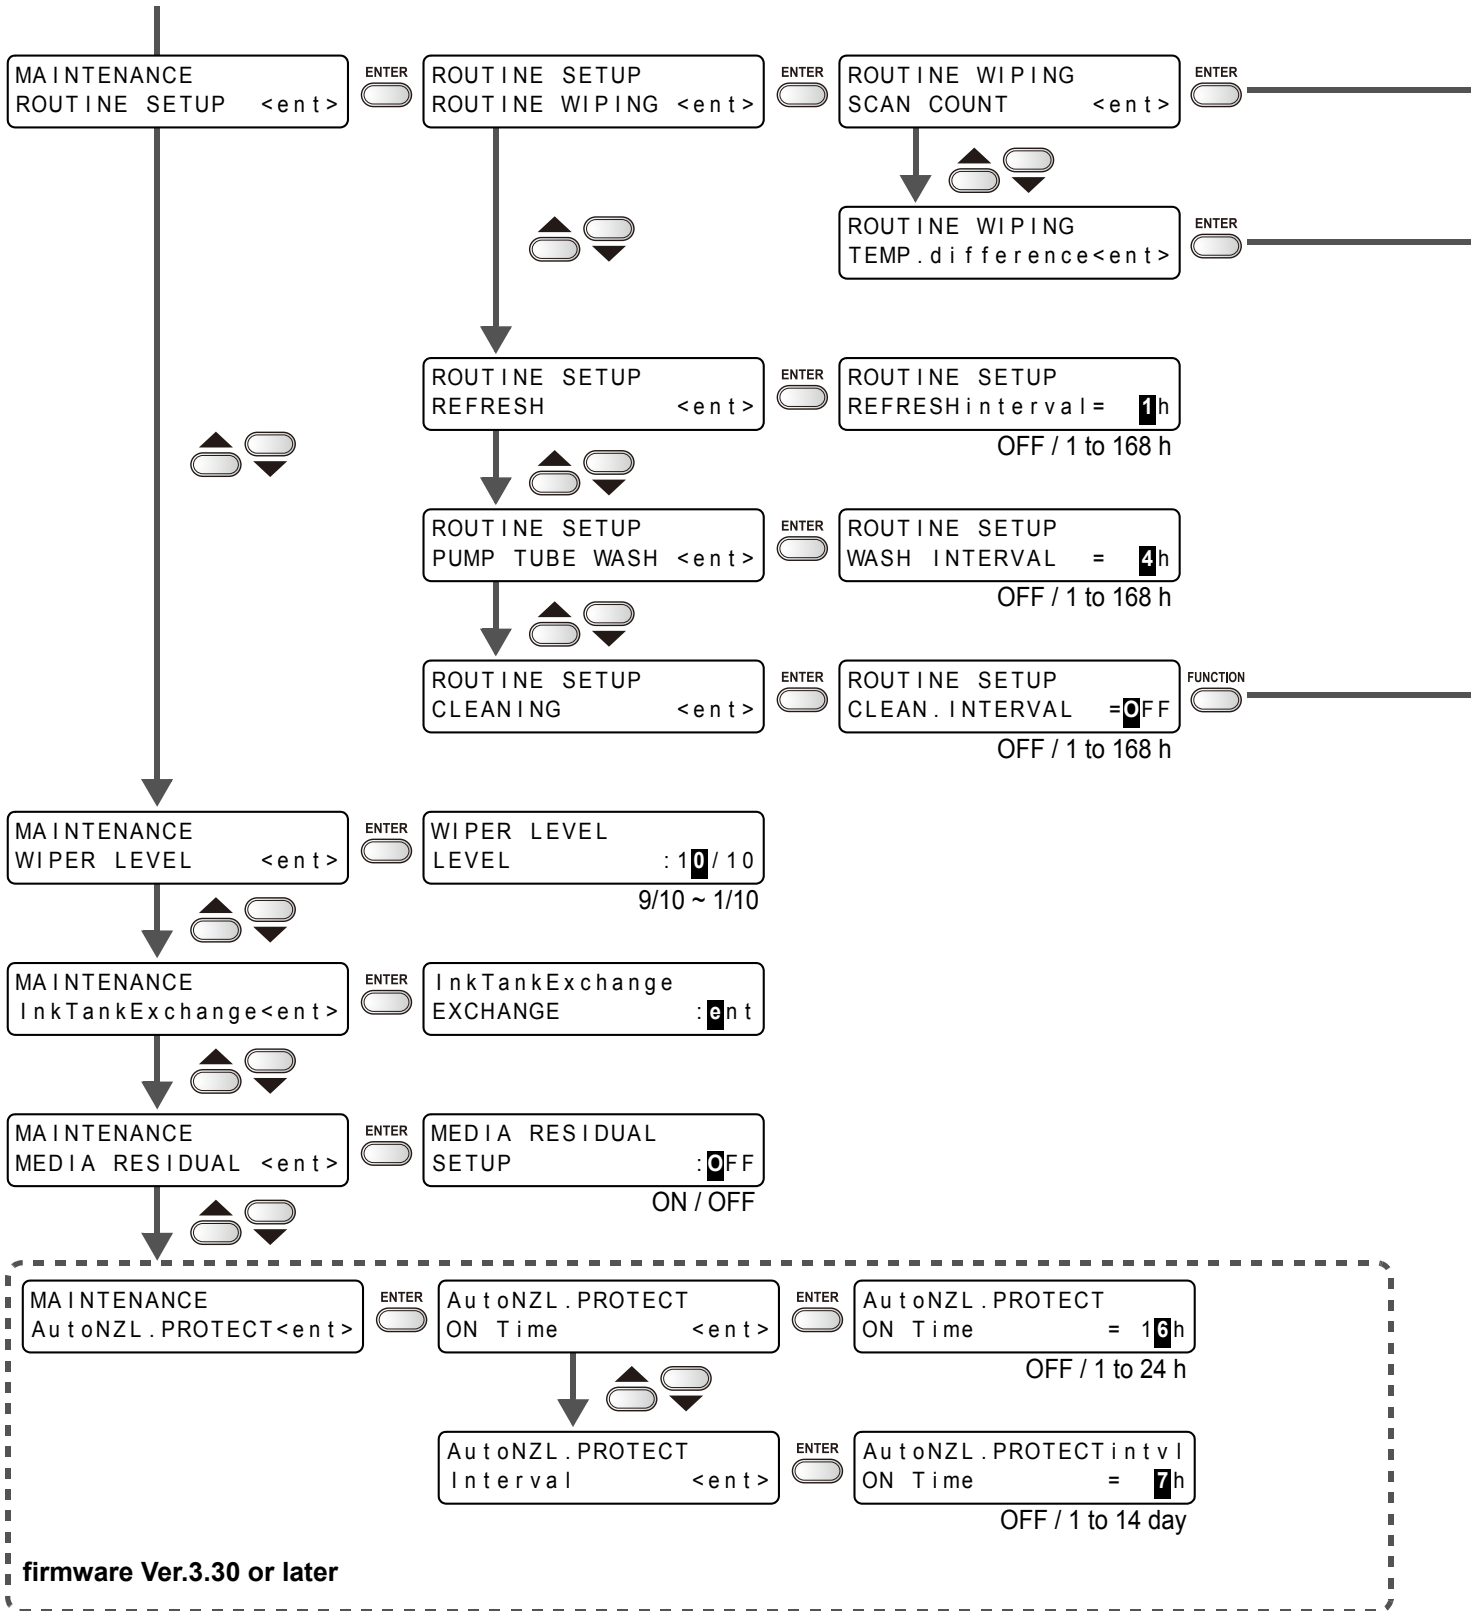 MAINTENANCE
ROUTINE SETUP <ent>
ENTER
ROUTINE SETUP
ROUTINE WIPING <ent>
ENTER
ROUTINE WIPING
SCAN COUNT <ent>
ENTER
ROUTINE WIPING
TEMP.difference<ent>
ENTER
ROUTINE SETUP
REFRESH <ent>
ENTER
ROUTINE SETUP
REFRESHinterval= 1h
OFF / 1 to 168 h
ROUTINE SETUP
PUMP TUBE WASH <ent>
ENTER
ROUTINE SETUP
WASH INTERVAL = 4h
OFF / 1 to 168 h
ROUTINE SETUP
CLEANING <ent>
ENTER
ROUTINE SETUP
CLEAN.INTERVAL =OFF
FUNCTION
OFF / 1 to 168 h
MAINTENANCE
WIPER LEVEL <ent>
ENTER
WIPER LEVEL
LEVEL :10/10
9/10 ~ 1/10
MAINTENANCE
InkTankExchange<ent>
ENTER
InkTankExchange
EXCHANGE :ent
MAINTENANCE
MEDIA RESIDUAL <ent>
ENTER
MEDIA RESIDUAL
SETUP :OFF
ON / OFF
MAINTENANCE
AutoNZL.PROTECT<ent>
ENTER
AutoNZL.PROTECT
ON Time <ent>
ENTER
AutoNZL.PROTECT
ON Time = 16h
OFF / 1 to 24 h
AutoNZL.PROTECT
Interval <ent>
ENTER
AutoNZL.PROTECTintvl
ON Time = 7h
OFF / 1 to 14 day
firmware Ver.3.30 or later